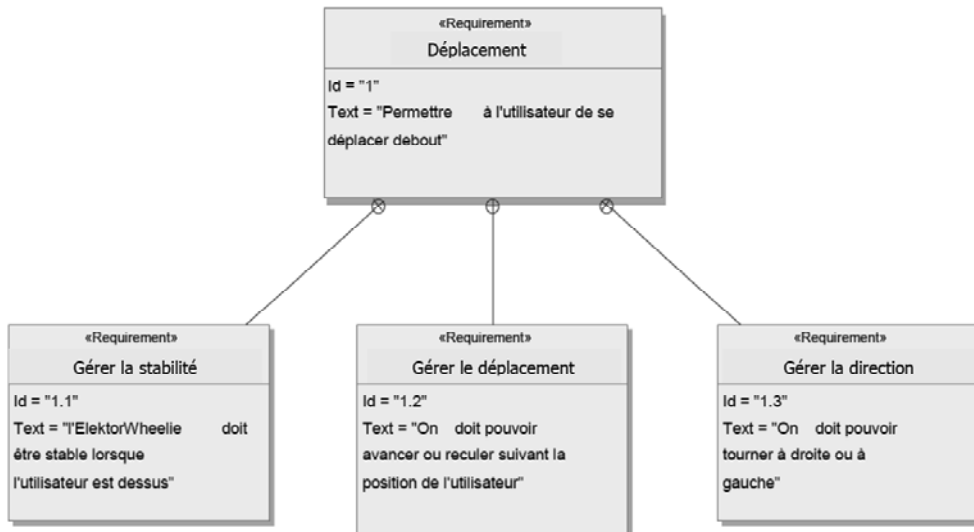 «Requirement»
Déplacement
Id = "1"
Text = "Permettre à l'utilisateur de se
déplacer debout"
«Requirement»
Gérer la stabilité
Id = "1.1"
Text = "l'ElektorWheelie doit
être stable lorsque
l'utilisateur est dessus"
«Requirement»
Gérer le déplacement
Id = "1.2"
Text = "On doit pouvoir
avancer ou reculer suivant la
position de l'utilisateur"
«Requirement»
Gérer la direction
Id = "1.3"
Text = "On doit pouvoir
tourner à droite ou à
gauche"